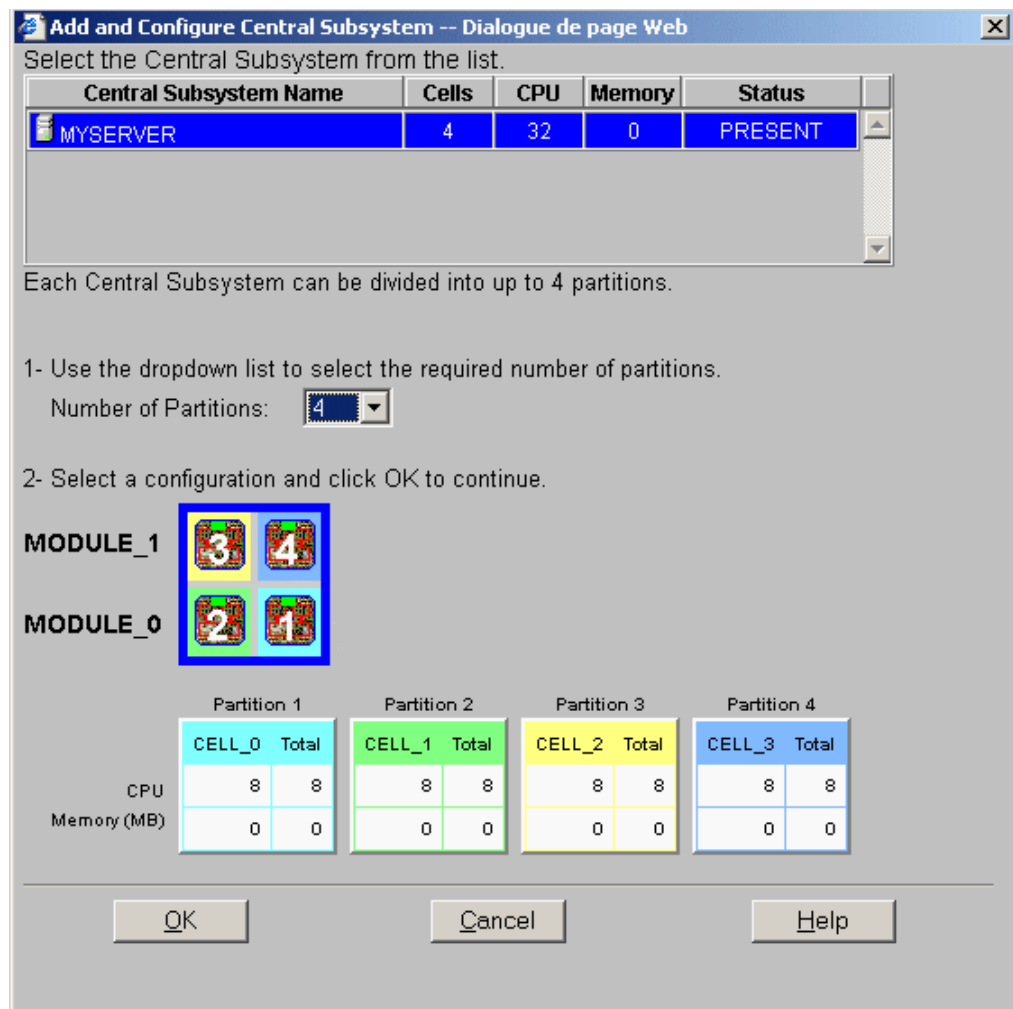 Add and Configure Central Subsystem -- Dialogue de page Web
Select the Central Subsystem from the list.
Central Subsystem Name Cells CPU Memory Status
MYSERVER 4 32 0 PRESENT
Each Central Subsystem can be divided into up to 4 partitions.
1- Use the dropdown list to select the required number of partitions.
Number of Partitions: 4
2- Select a configuration and click OK to continue.
MODULE_1 3 4
MODULE_0 2 1
Partition 1 Partition 2 Partition 3 Partition 4
CELL_0 Total CELL_1 Total CELL_2 Total CELL_3 Total
CPU 8 8 8 8 8 8 8 8
Memory (MB) 0 0 0 0 0 0 0 0
OK Cancel Help